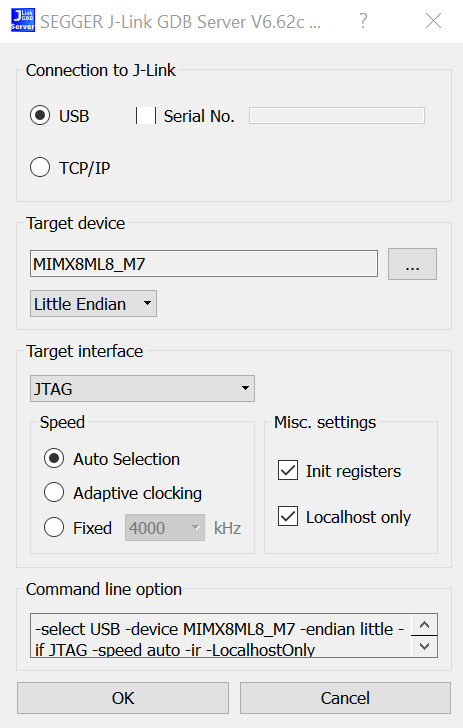 J-Link
GDB
Server
SEGGER J-Link GDB Server V6.62c ...
?
Connection to J-Link
USB
Serial No.
TCP/IP
Target device
MIMX8ML8_M7
...
Little Endian
Target interface
JTAG
Speed
Misc. settings
Auto Selection
Init registers
Adaptive clocking
Localhost only
Fixed
4000
kHz
Command line option
-select USB -device MIMX8ML8_M7 -endian little -
if JTAG -speed auto -ir -LocalhostOnly
OK
Cancel